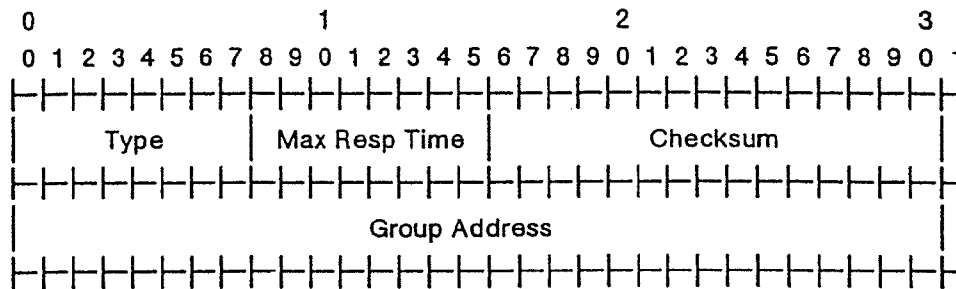 0 1 2 3
0 1 2 3 4 5 6 7 8 9 0 1 2 3 4 5 6 7 8 9 0 1 2 3 4 5 6 7 8 9 0
Type Max Resp Time Checksum
Group Address